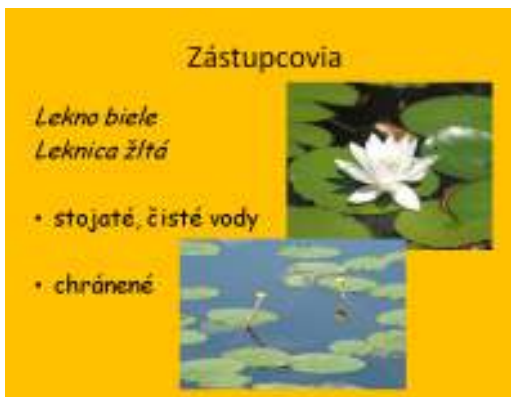 Zástupcovia
Lekno biele
Leknica žltá
• stojaté, čisté vody
• chránené